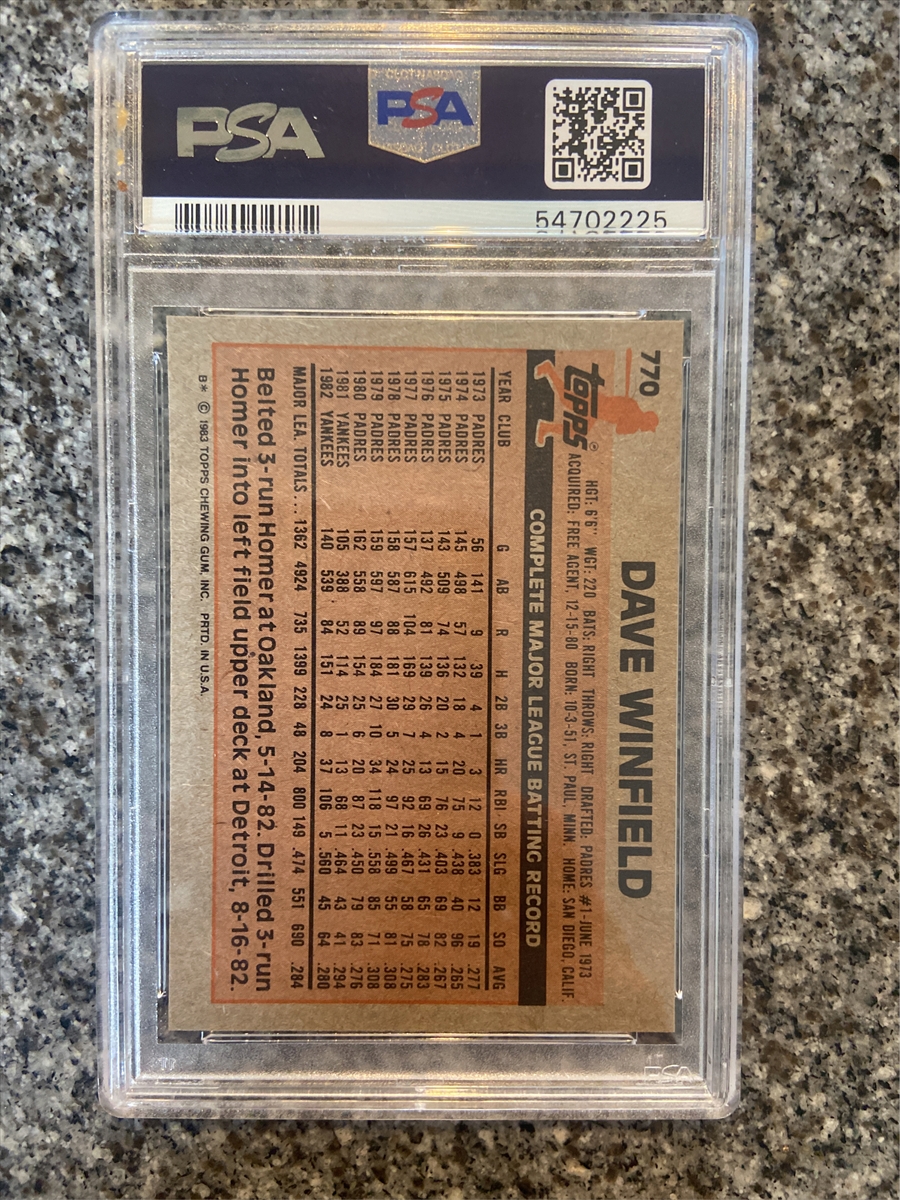 PSA
CERT. NASDAQ
PSA
54702225
770
topps®
DAVE WINFIELD
HGT: 6'6" WGT: 220 BATS: RIGHT THROWS: RIGHT DRAFTED: PADRES #1-JUNE 1973
ACQUIRED: FREE AGENT, 12-15-80 BORN: 10-3-51, ST. PAUL, MINN. HOME: SAN DIEGO, CALIF.
COMPLETE MAJOR LEAGUE BATTING RECORD
YEAR CLUB G AB R H 2B 3B HR RBI SB SLG BB SO AVG
1973 PADRES 56 141 9 39 4 1 3 12 0 .383 12 19 .277
1974 PADRES 145 498 57 132 18 4 20 75 9 .438 40 96 .265
1975 PADRES 143 509 74 136 20 2 15 76 23 .403 69 82 .267
1976 PADRES 137 492 81 139 26 4 13 69 26 .431 65 78 .283
1977 PADRES 157 615 104 169 29 7 25 92 16 .467 58 75 .275
1978 PADRES 158 587 88 181 30 5 24 97 21 .499 55 81 .308
1979 PADRES 159 597 97 184 27 10 34 118 15 .558 85 71 .308
1980 PADRES 162 558 89 154 25 6 20 87 23 .450 79 83 .276
1981 YANKEES 105 388 52 114 25 1 13 68 11 .464 43 41 .294
1982 YANKEES 140 539 84 151 24 8 37 106 5 .560 45 64 .280
MAJOR LEA. TOTALS... 1362 4924 735 1399 228 48 204 800 149 .474 551 690 .284
Belted 3-run Homer at Oakland, 5-14-82. Drilled 3-run
Homer into left field upper deck at Detroit, 8-16-82.
B* © 1983 TOPPS CHEWING GUM, INC. PRTD. IN U.S.A.
PSA